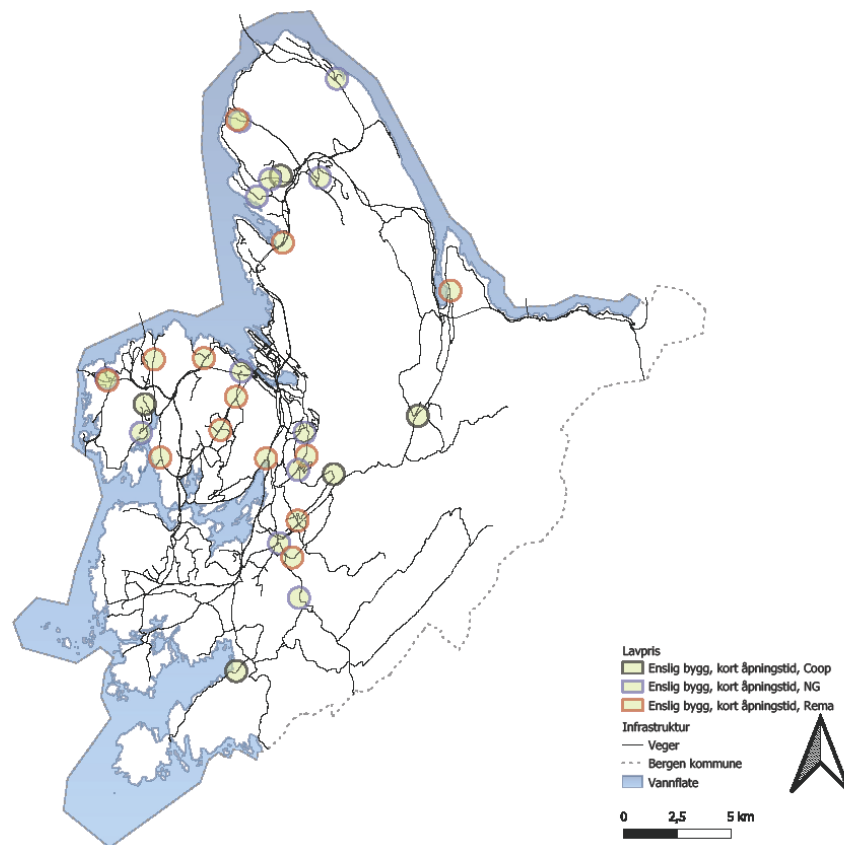 Lavpris
Enslig bygg, kort åpningstid, Coop
Enslig bygg, kort åpningstid, NG
Enslig bygg, kort åpningstid, Rema
Infrastruktur
Veger
Bergen kommune
Vannflate
0 2,5 5 km